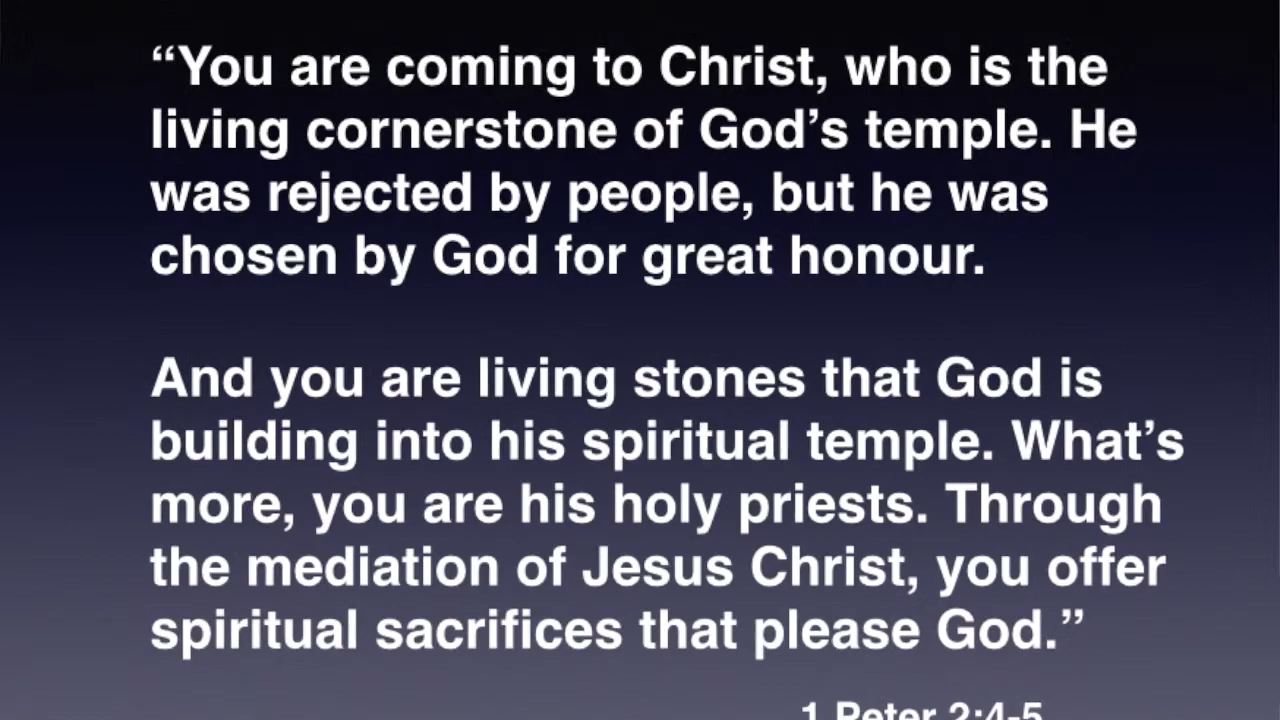 “You are coming to Christ, who is the
living cornerstone of God’s temple. He
was rejected by people, but he was
chosen by God for great honour.
And you are living stones that God is
building into his spiritual temple. What’s
more, you are his holy priests. Through
the mediation of Jesus Christ, you offer
spiritual sacrifices that please God.”
1 Peter 2:4-5